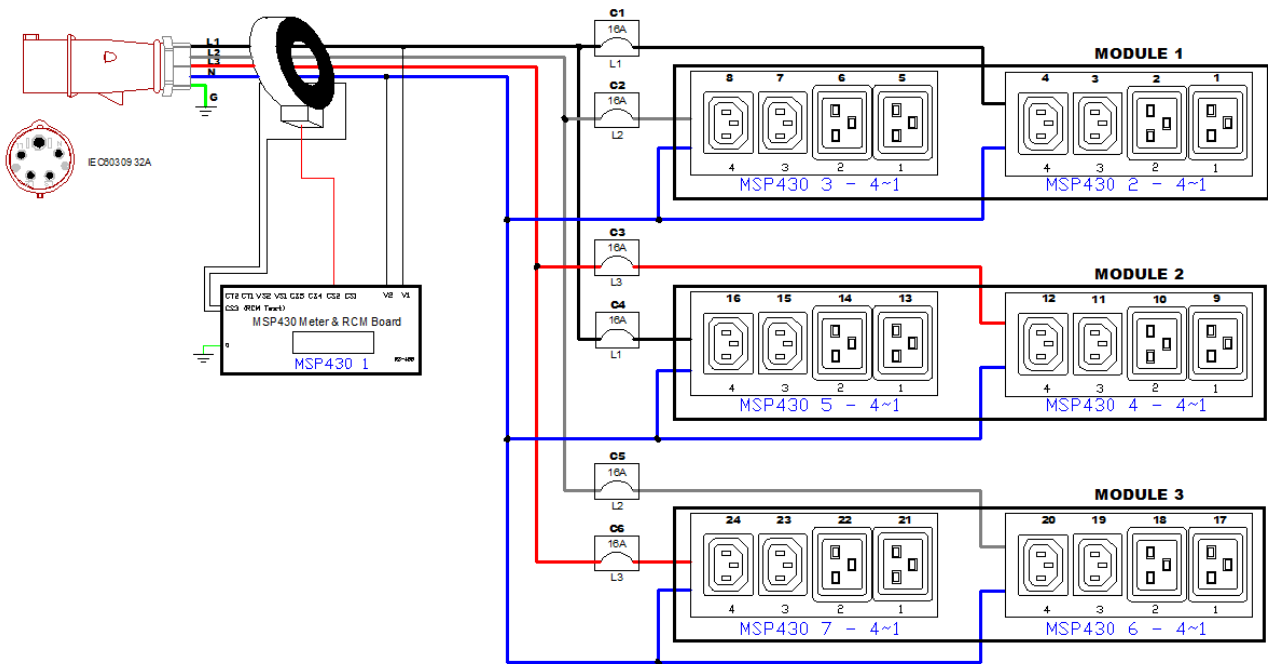 L1
L2
L3
N
G
IEC60309 32A
C1
16A
L1
C2
16A
L2
MODULE 1
8 7 6 5
4 3 2 1
MSP430 3 - 4~1
4 3 2 1
4 3 2 1
MSP430 2 - 4~1
CT2 CT1 VS2 VS1 CS5 CS4 CS2 CS1 V2 V1
CS3 (RCM Test)
MSP430 Meter & RCM Board
MSP430 1
RS-488
C3
16A
L3
C4
16A
L1
MODULE 2
16 15 14 13
4 3 2 1
MSP430 5 - 4~1
12 11 10 9
4 3 2 1
MSP430 4 - 4~1
C5
16A
L2
C6
16A
L3
MODULE 3
24 23 22 21
4 3 2 1
MSP430 7 - 4~1
20 19 18 17
4 3 2 1
MSP430 6 - 4~1